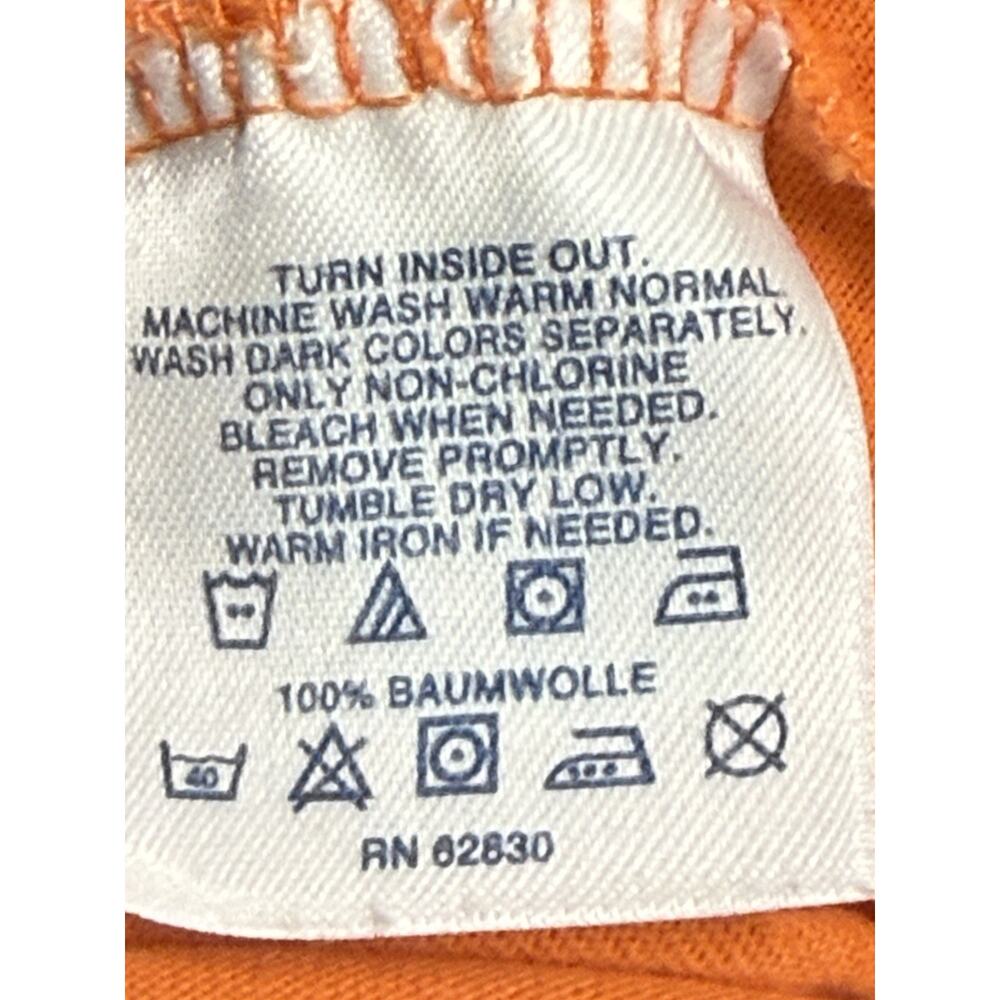 TURN INSIDE OUT.
MACHINE WASH WARM NORMAL
WASH DARK COLORS SEPARATELY.
ONLY NON-CHLORINE
BLEACH WHEN NEEDED.
REMOVE PROMPTLY.
TUMBLE DRY LOW.
WARM IRON IF NEEDED.
100% BAUMWOLLE
40
RN 62830